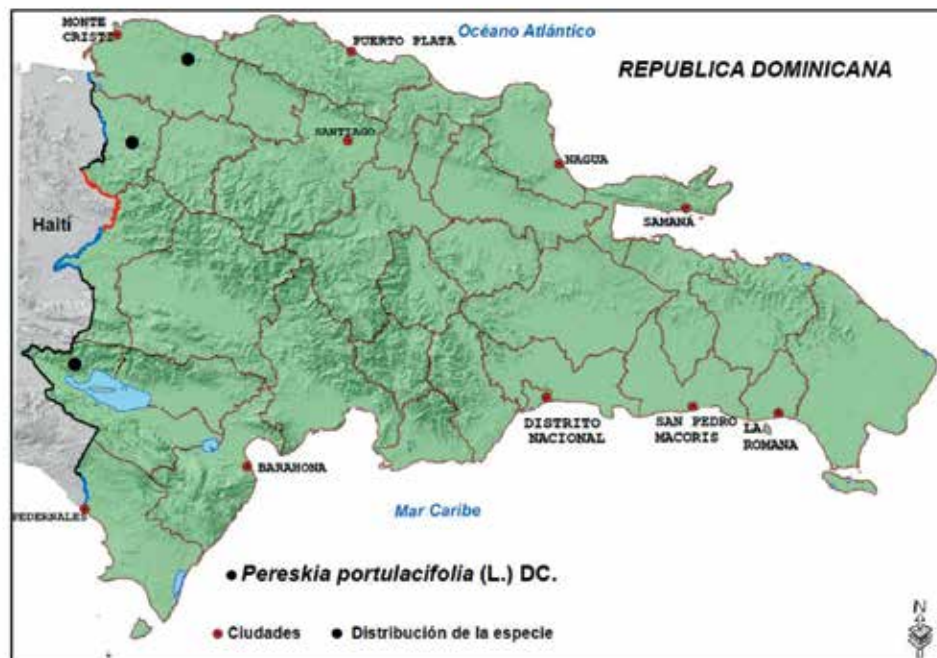 MONTE
CRISTI
PUERTO PLATA
Océano Atlántico
REPUBLICA DOMINICANA
SANTIAGO
NAGUA
SAMANÁ
Haití
DISTRITO
NACIONAL
SAN PEDRO
MACORIS
LA
ROMANA
BARAHONA
PEDERNALES
Mar Caribe
Pereskia portulacifolia (L.) DC.
Ciudades
Distribución de la especie
N